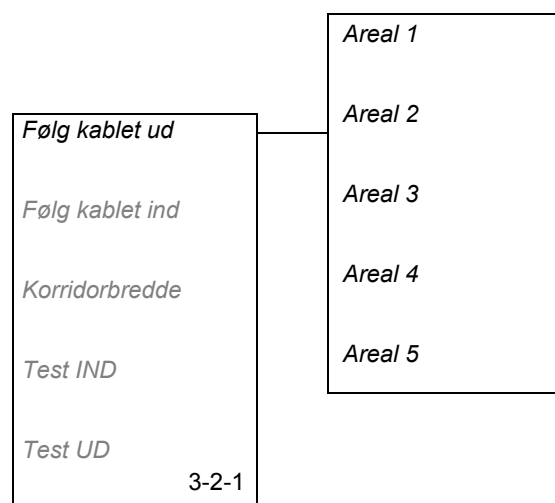 Følg kablet ud
Følg kablet ind
Korridorbredde
Test IND
Test UD
3-2-1
Areal 1
Areal 2
Areal 3
Areal 4
Areal 5